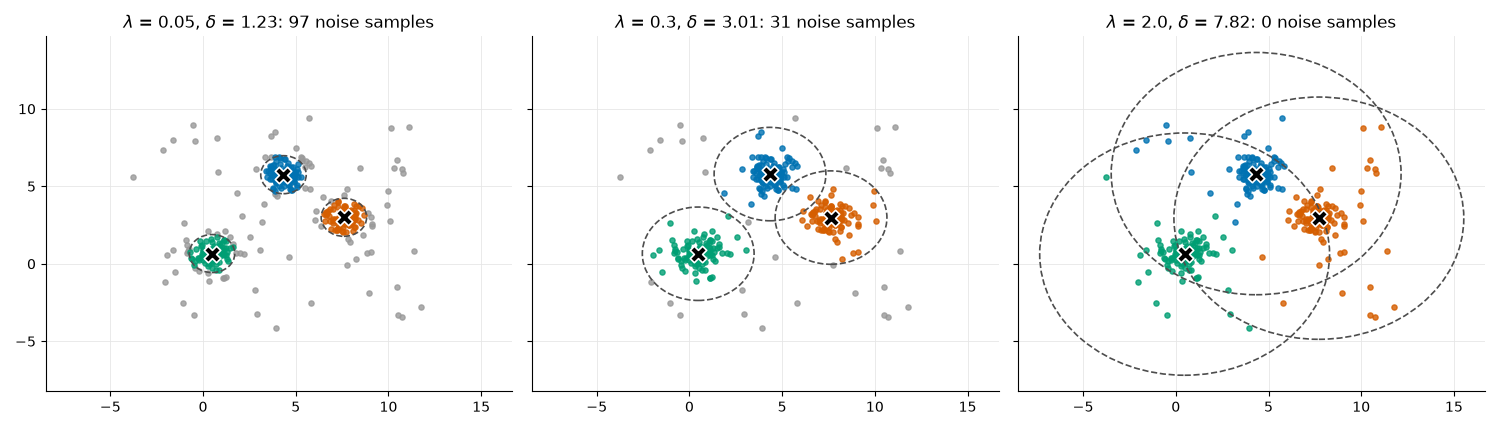 λ = 0.05, δ = 1.23: 97 noise samples
λ = 0.3, δ = 3.01: 31 noise samples
λ = 2.0, δ = 7.82: 0 noise samples
10
5
0
−5
−5 0 5 10 15
−5 0 5 10 15
−5 0 5 10 15